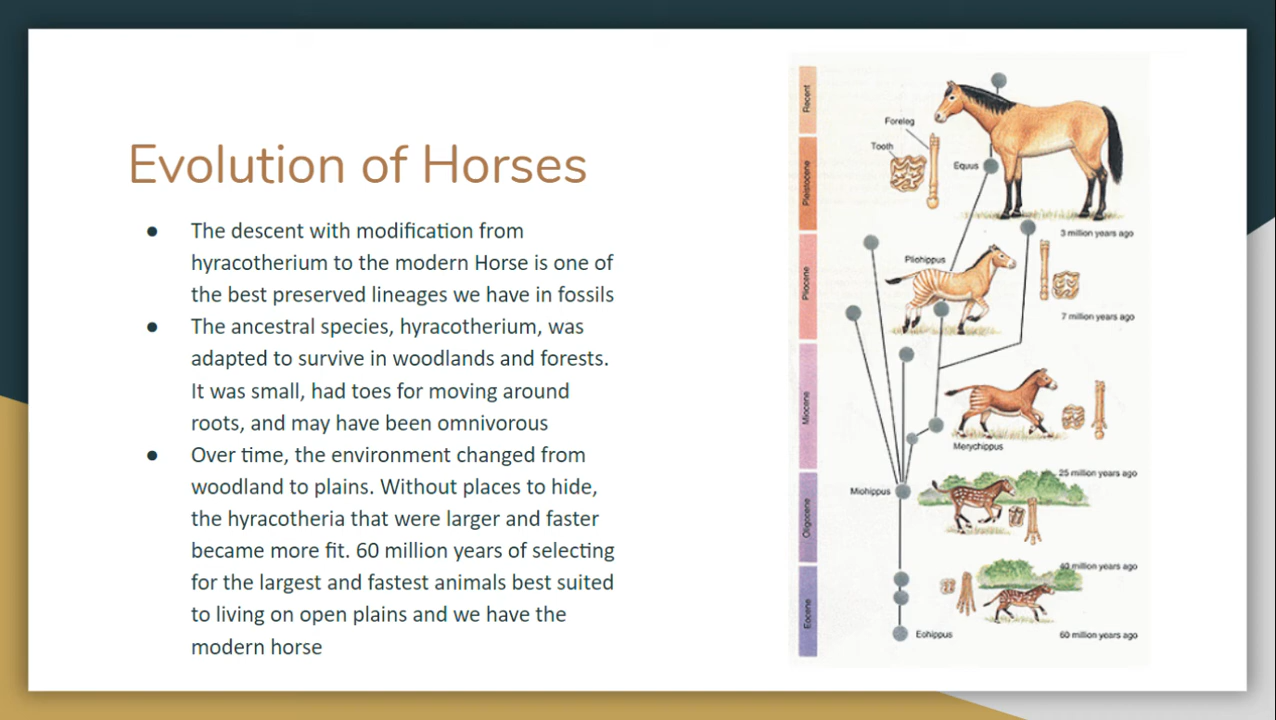 Evolution of Horses
● The descent with modification from
hyracotherium to the modern Horse is one of
the best preserved lineages we have in fossils
● The ancestral species, hyracotherium, was
adapted to survive in woodlands and forests.
It was small, had toes for moving around
roots, and may have been omnivorous
● Over time, the environment changed from
woodland to plains. Without places to hide,
the hyracotheria that were larger and faster
became more fit. 60 million years of selecting
for the largest and fastest animals best suited
to living on open plains and we have the
modern horse
Recent
Foreleg
Tooth
Equus
Pleistocene
3 million years ago
Pliohippus
Pliocene
7 million years ago
Miocene
Merychippus
25 million years ago
Miohippus
Oligocene
40 million years ago
Eocene
Eohippus
60 million years ago